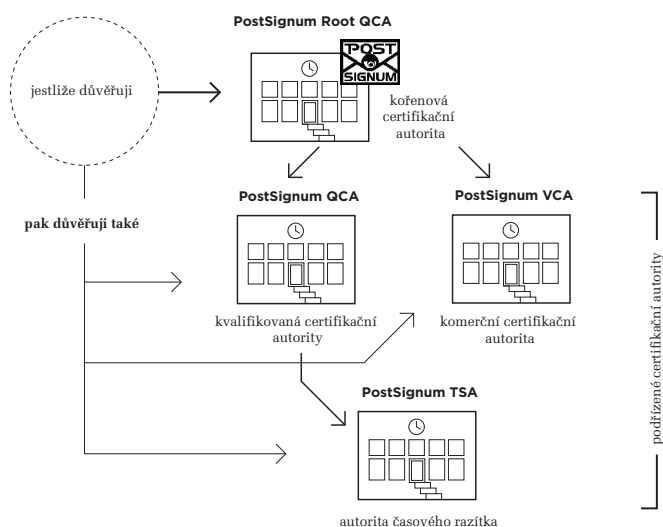 PostSignum Root QCA
POST
SIGNUM
jestliže důvěřuji
kořenová
certifikační
autorita
PostSignum QCA
PostSignum VCA
pak důvěřuji také
kvalifikovaná certifikační
autority
komerční certifikační
autorita
podřízené certifikační autority
PostSignum TSA
autorita časového razítka